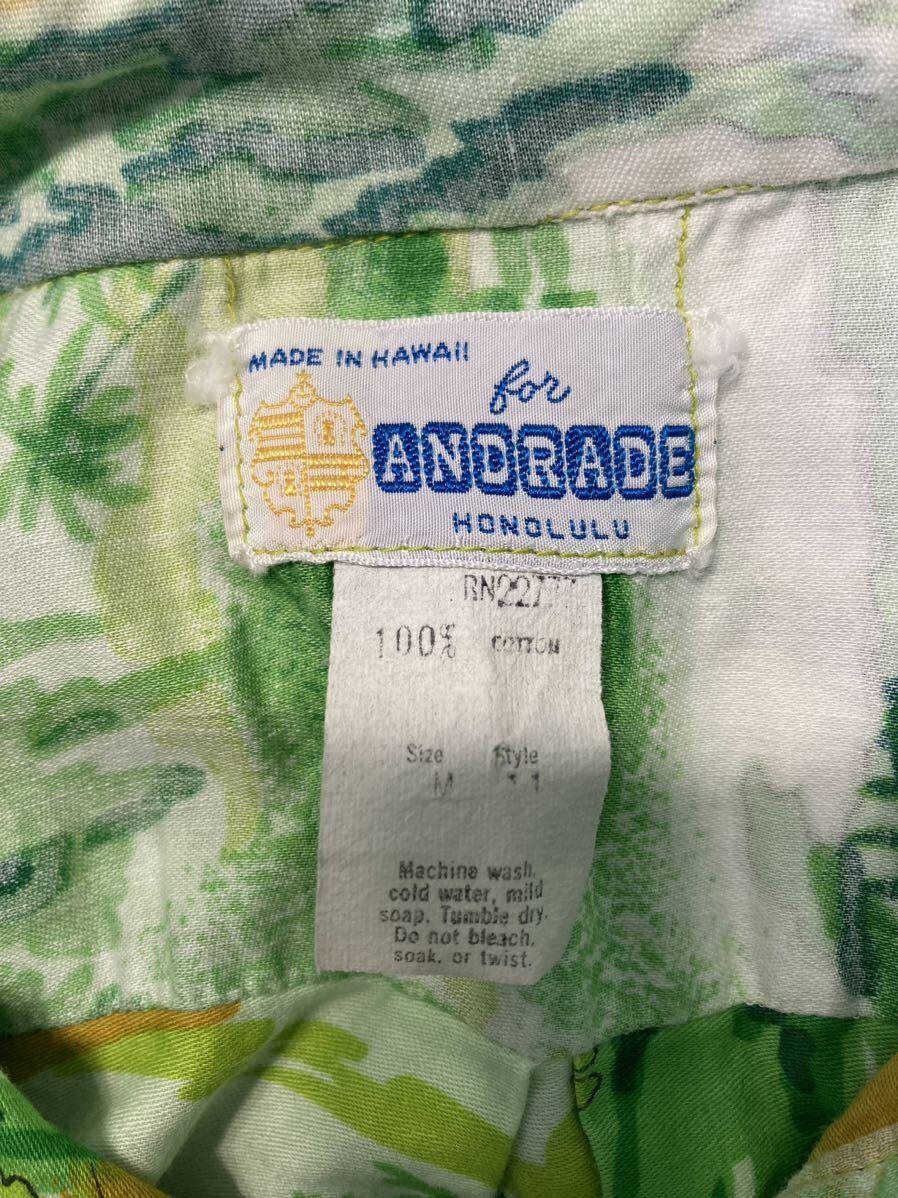 MADE IN HAWAII
for
ANDRADE
HONOLULU
100% COTTON
Size Style
M 11
Machine wash,
cold water, mild
soap. Tumble dry.
Do not bleach,
soak, or twist.